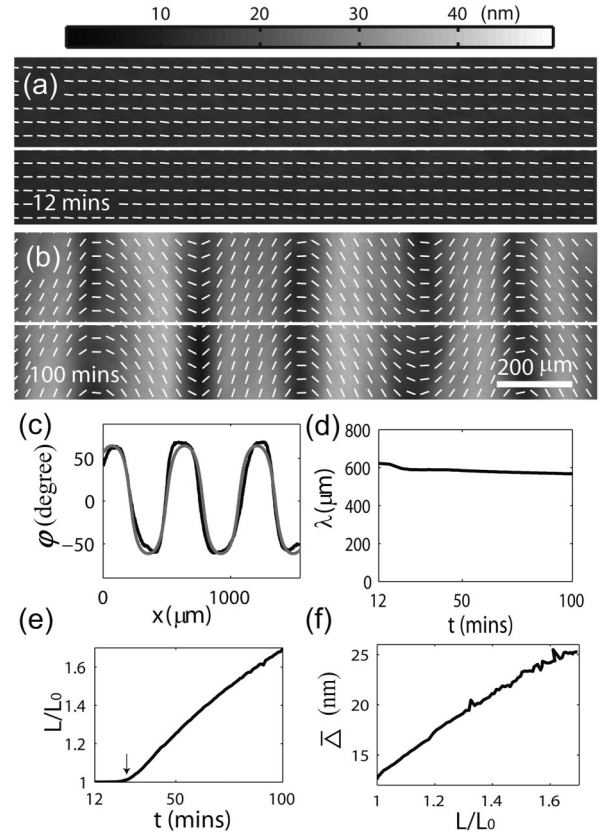 10 20 30 40 (nm)
(a)
12 mins
(b)
100 mins
200 μm
(c)
φ(degree)
50
0
−50
0 1000
x(μm)
(d)
λ(μm)
800
600
400
200
0
12 50 100
t (mins)
(e)
L/L0
1.6
1.4
1.2
1
12 50 100
t (mins)
(f)
Δ̅ (nm)
25
20
15
1 1.2 1.4 1.6
L/L0